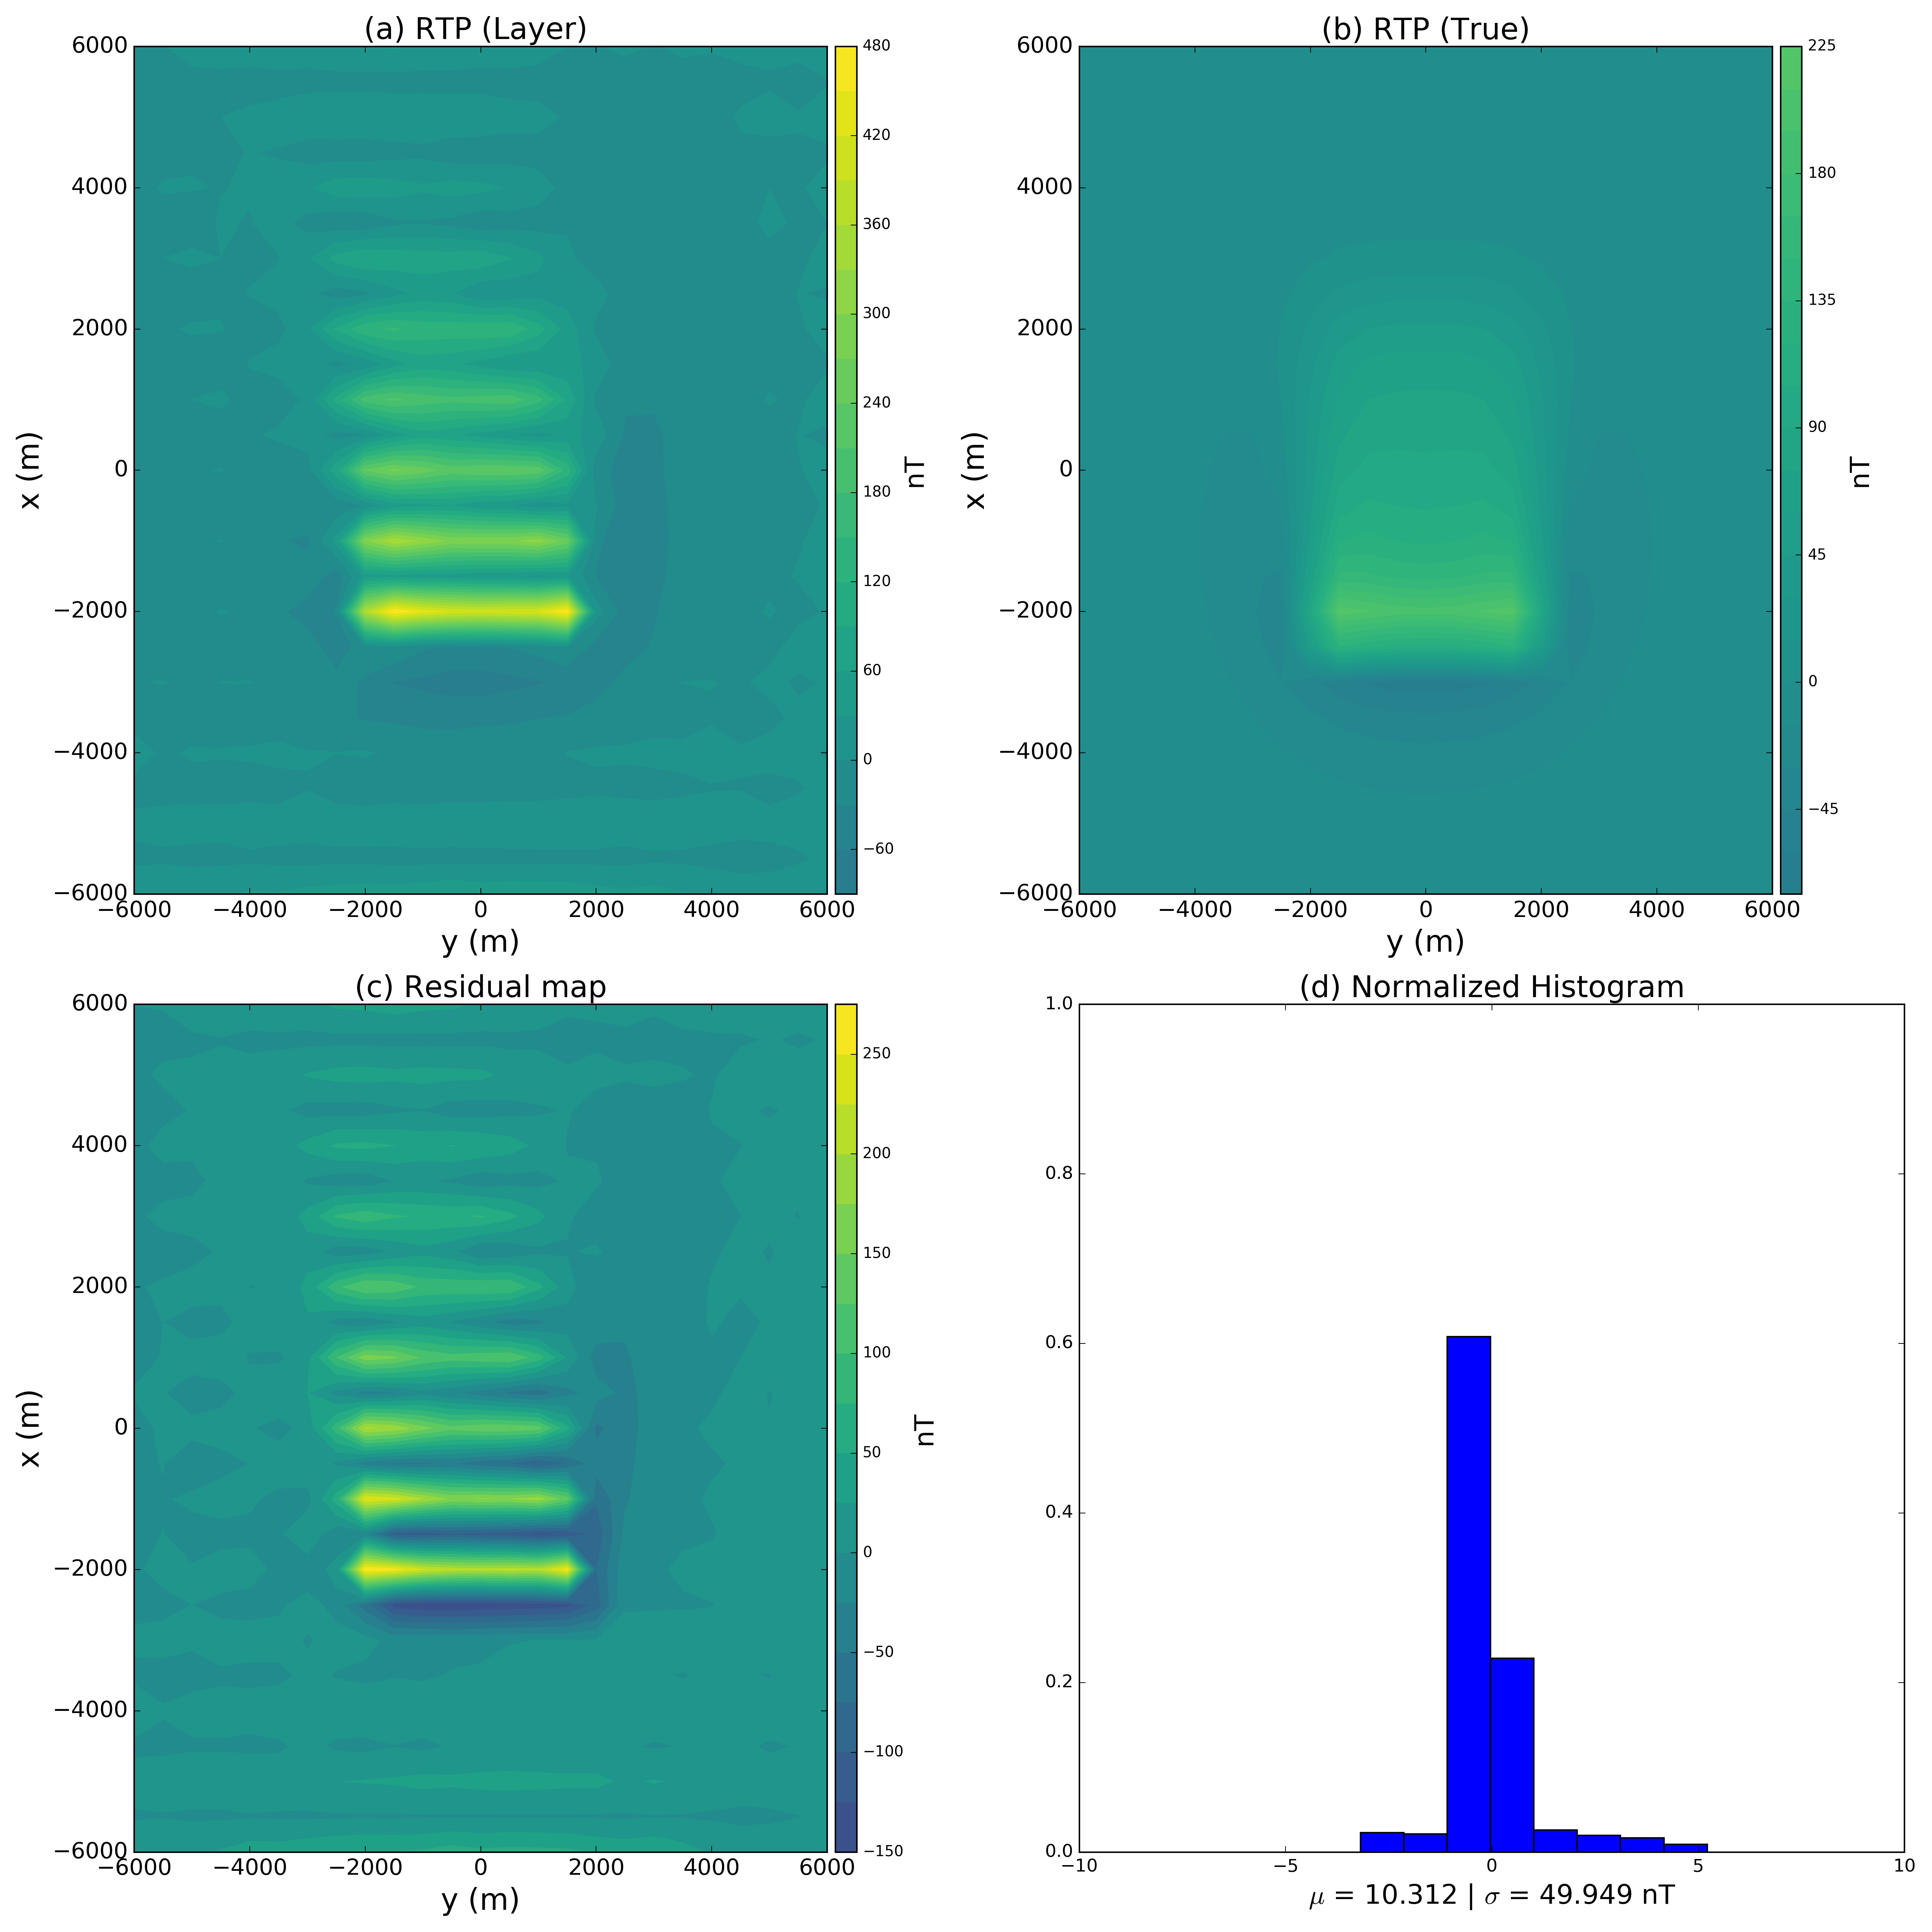 (a) RTP (Layer)
6000
4000
2000
0
−2000
−4000
−6000
x (m)
−6000 −4000 −2000 0 2000 4000 6000
y (m)
480
420
360
300
240
180
120
60
0
−60
nT
(b) RTP (True)
6000
4000
2000
0
−2000
−4000
−6000
x (m)
−6000 −4000 −2000 0 2000 4000 6000
y (m)
225
180
135
90
45
0
−45
nT
(c) Residual map
6000
4000
2000
0
−2000
−4000
−6000
x (m)
−6000 −4000 −2000 0 2000 4000 6000
y (m)
250
200
150
100
50
0
−50
−100
−150
nT
(d) Normalized Histogram
1.0
0.8
0.6
0.4
0.2
0.0
−10 −5 0 5 10
μ = 10.312 | σ = 49.949 nT